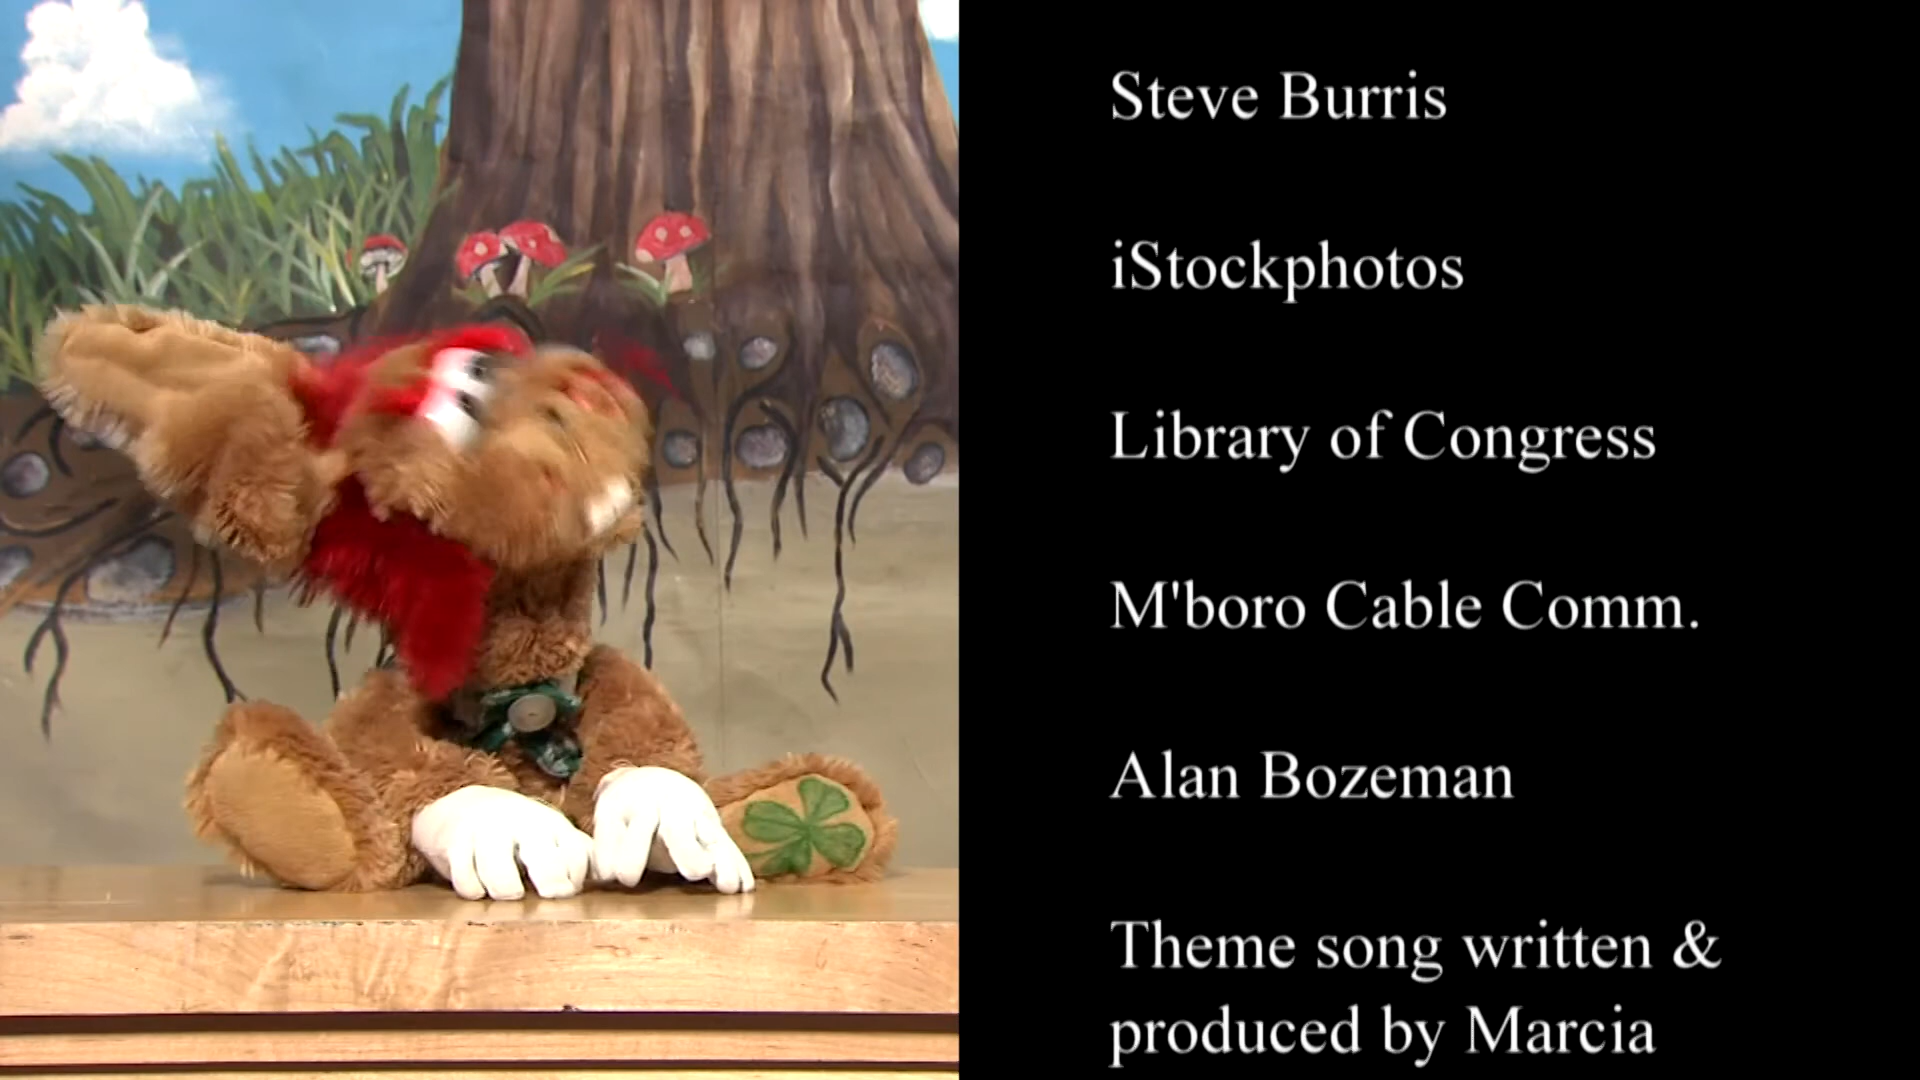 Steve Burris
iStockphotos
Library of Congress
M'boro Cable Comm.
Alan Bozeman
Theme song written &
produced by Marcia